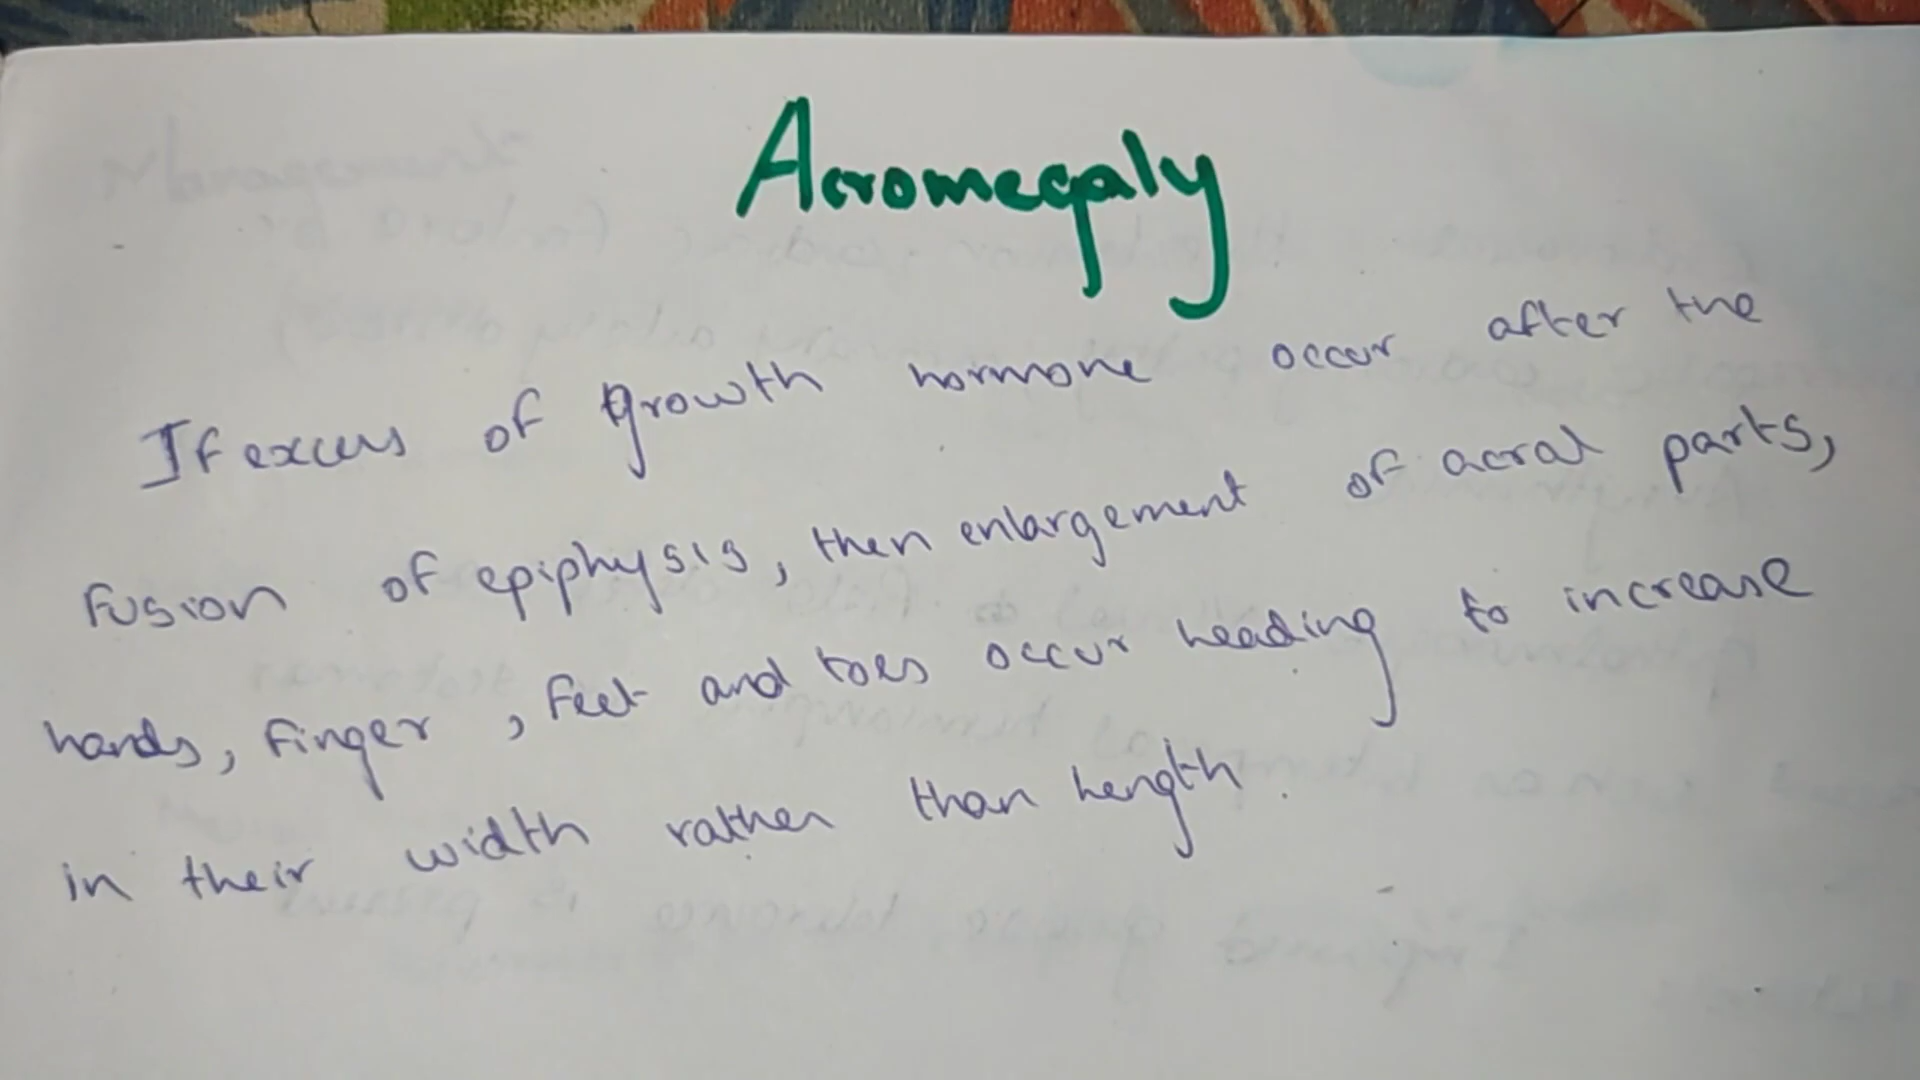 Acromegaly
If excess of growth hormone occur after the
fusion of epiphysis, then enlargement of acral parts,
hands, finger, feet and toes occur leading to increase
in their width rather than length.